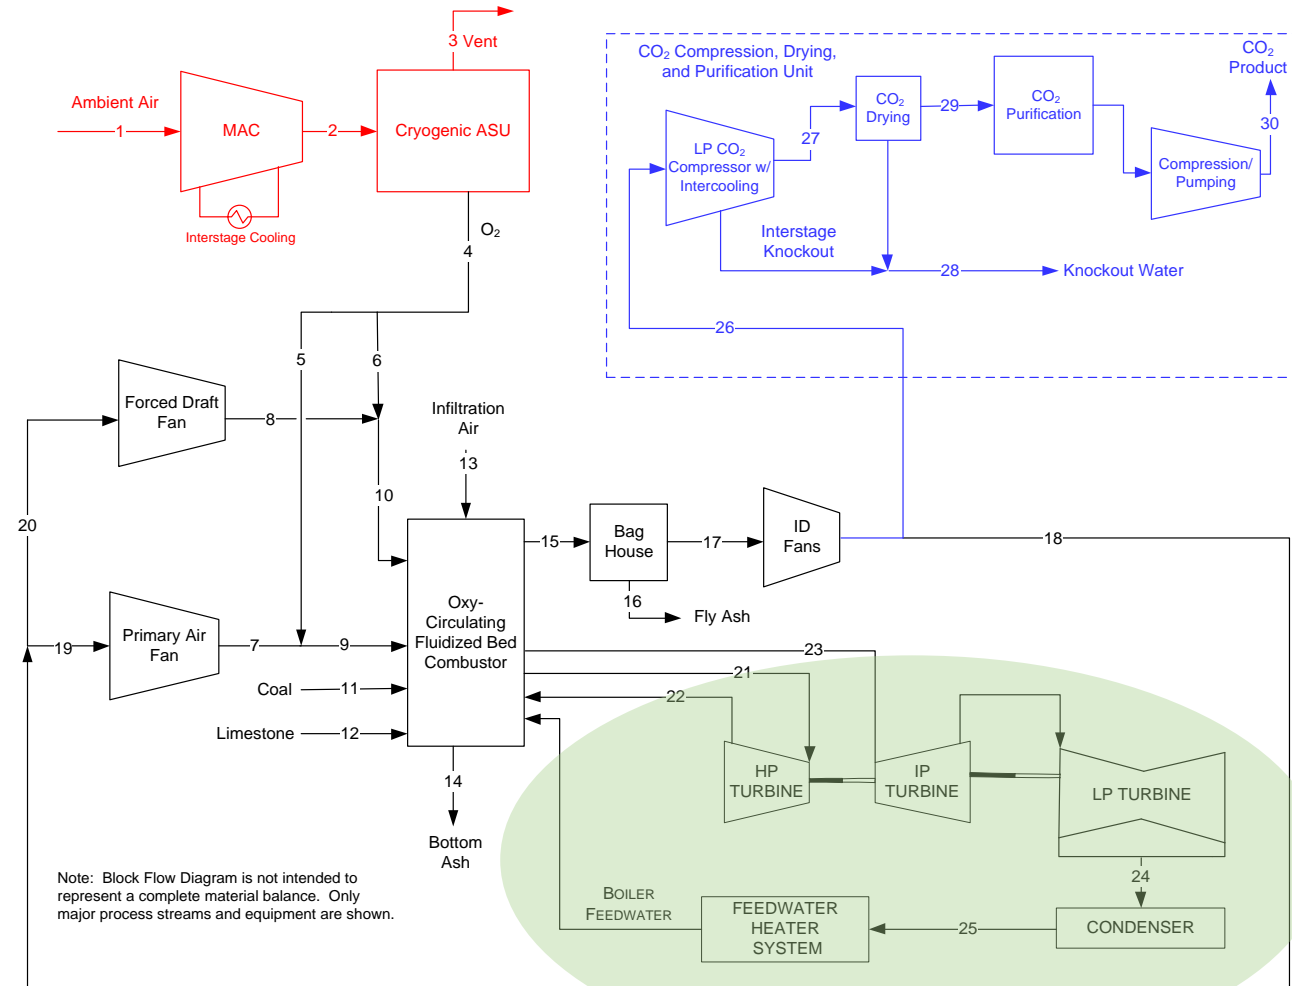 3 Vent
CO₂ Compression, Drying,
and Purification Unit
CO₂
Product
Ambient Air
1
MAC
2
Cryogenic ASU
Interstage Cooling
O₂
4
LP CO₂
Compressor w/
Intercooling
27
CO₂
Drying
29
CO₂
Purification
Compression/
Pumping
30
Interstage
Knockout
28
Knockout Water
26
5
6
Forced Draft
Fan
8
Infiltration
Air
13
10
20
15
Bag
House
17
ID
Fans
18
16
Fly Ash
Oxy-
Circulating
Fluidized Bed
Combustor
19
Primary Air
Fan
7
9
Coal
11
Limestone
12
14
Bottom
Ash
23
21
22
HP
TURBINE
IP
TURBINE
LP TURBINE
24
CONDENSER
25
FEEDWATER
HEATER
SYSTEM
BOILER
FEEDWATER
Note: Block Flow Diagram is not intended to
represent a complete material balance. Only
major process streams and equipment are shown.